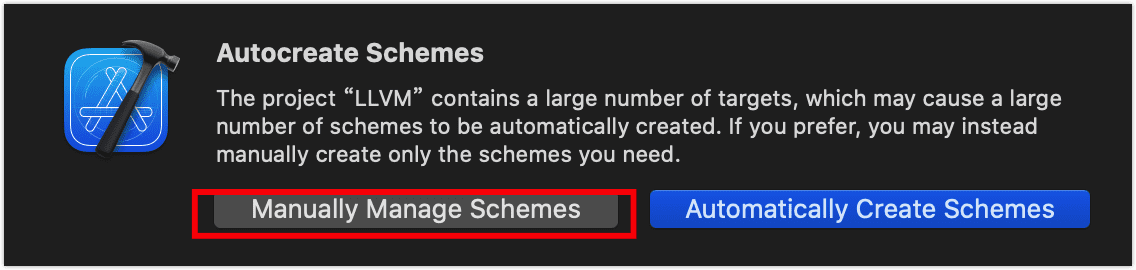 Autocreate Schemes
The project “LLVM” contains a large number of targets, which may cause a large
number of schemes to be automatically created. If you prefer, you may instead
manually create only the schemes you need.
Manually Manage Schemes
Automatically Create Schemes